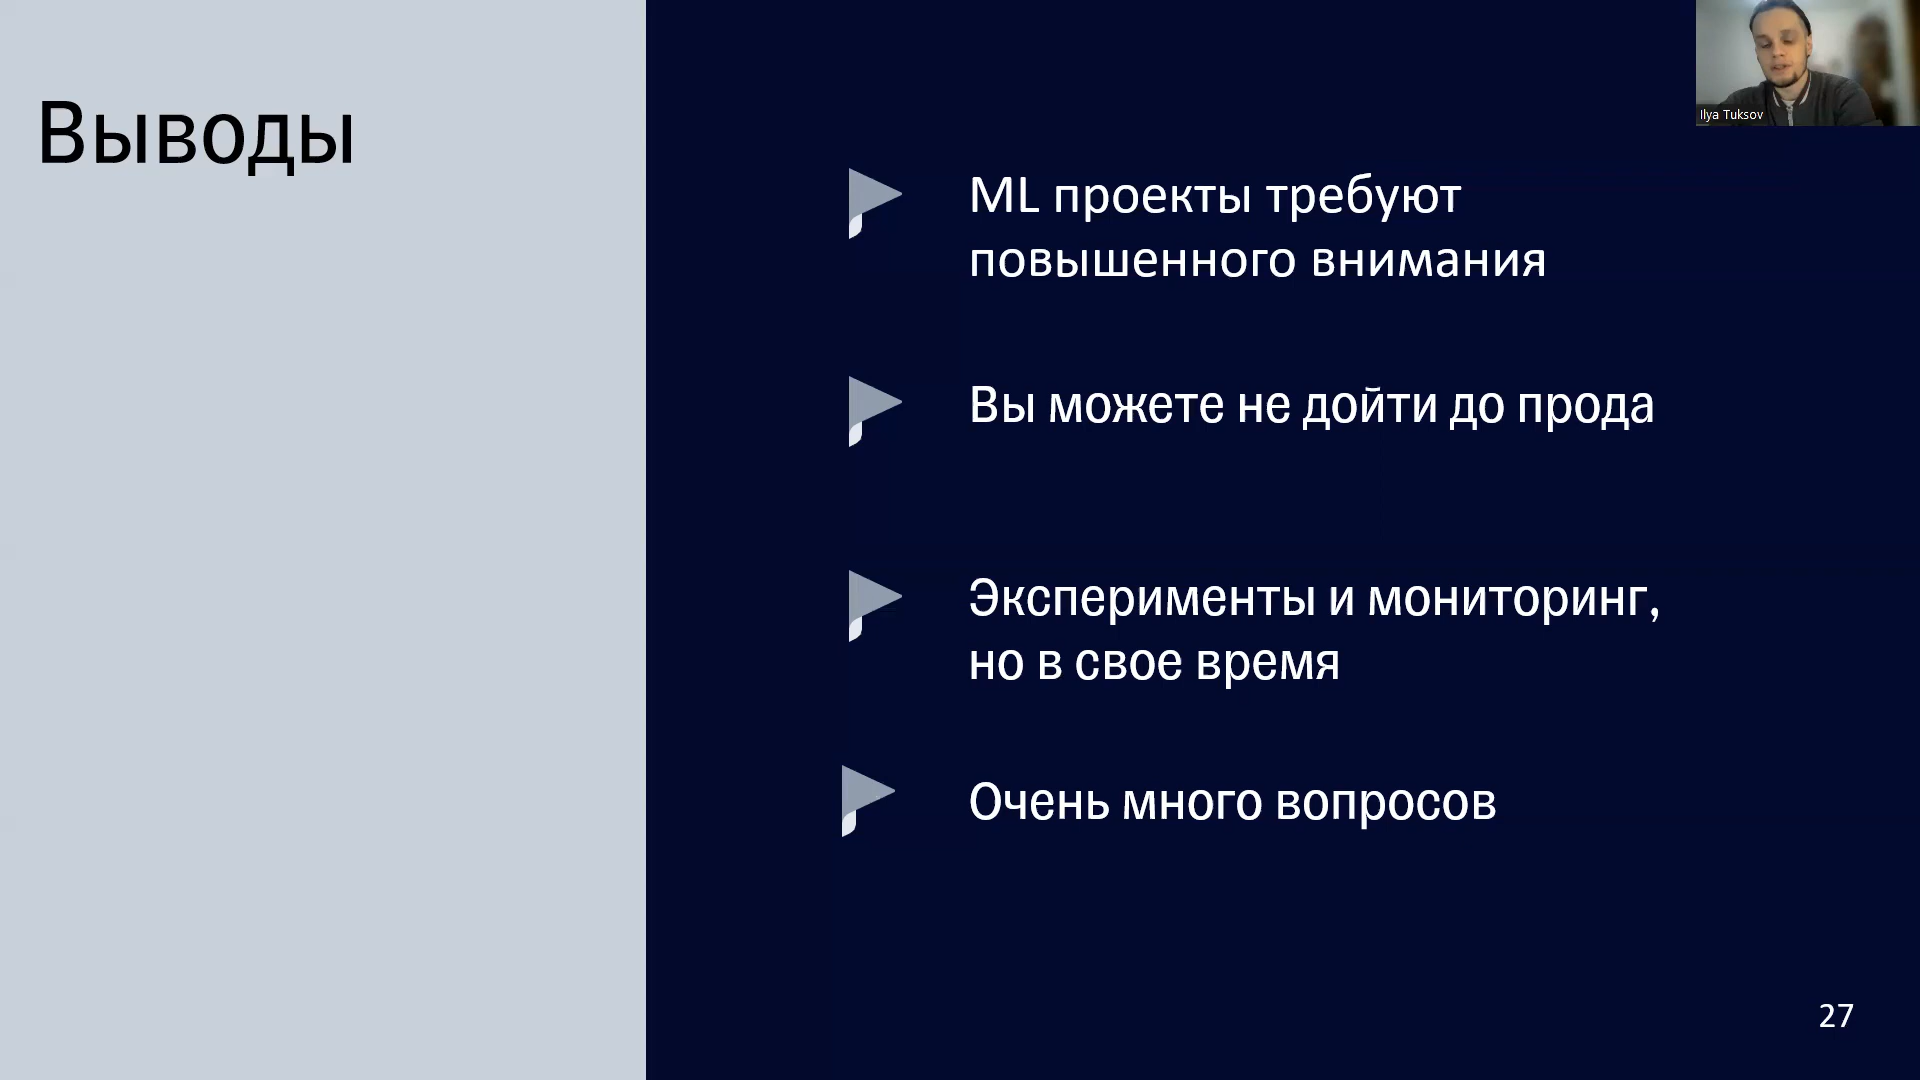 Выводы
Ilya Tuksov
ML проекты требуют
повышенного внимания
Вы можете не дойти до прода
Эксперименты и мониторинг,
но в свое время
Очень много вопросов
27